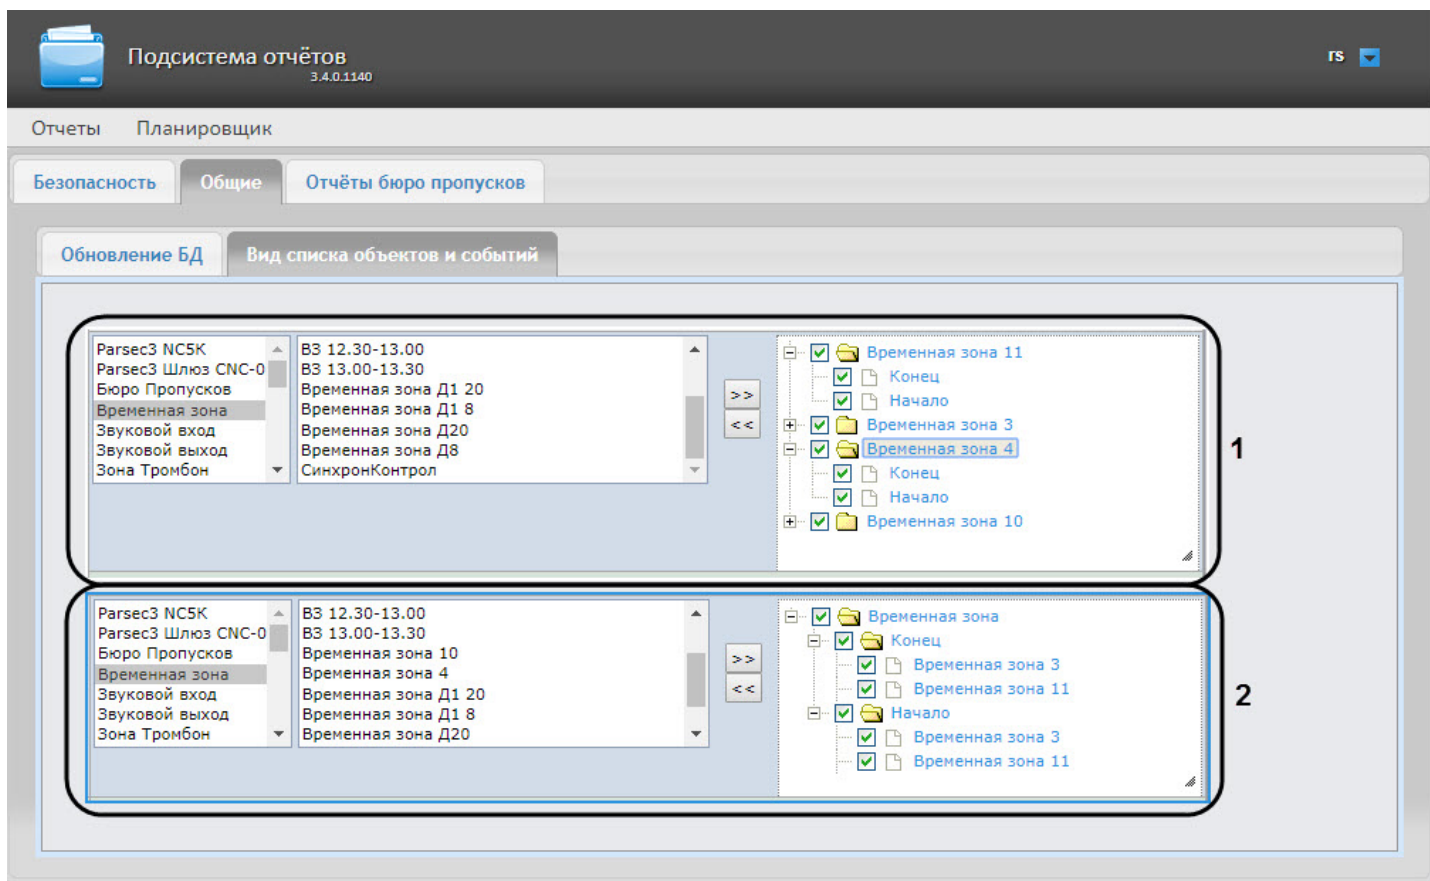 Подсистема отчётов
3.4.0.1140
rs
Отчеты Планировщик
Безопасность Общие Отчёты бюро пропусков
Обновление БД Вид списка объектов и событий
Parsec3 NC5K
Parsec3 Шлюз CNC-0
Бюро Пропусков
Временная зона
Звуковой вход
Звуковой выход
Зона Тромбон
ВЗ 12.30-13.00
ВЗ 13.00-13.30
Временная зона Д1 20
Временная зона Д1 8
Временная зона Д20
Временная зона Д8
СинхронКонтрол
>>
<<
Временная зона 11
Конец
Начало
Временная зона 3
Временная зона 4
Конец
Начало
Временная зона 10
1
Parsec3 NC5K
Parsec3 Шлюз CNC-0
Бюро Пропусков
Временная зона
Звуковой вход
Звуковой выход
Зона Тромбон
ВЗ 12.30-13.00
ВЗ 13.00-13.30
Временная зона 10
Временная зона 4
Временная зона Д1 20
Временная зона Д1 8
Временная зона Д20
>>
<<
Временная зона
Конец
Временная зона 3
Временная зона 11
Начало
Временная зона 3
Временная зона 11
2